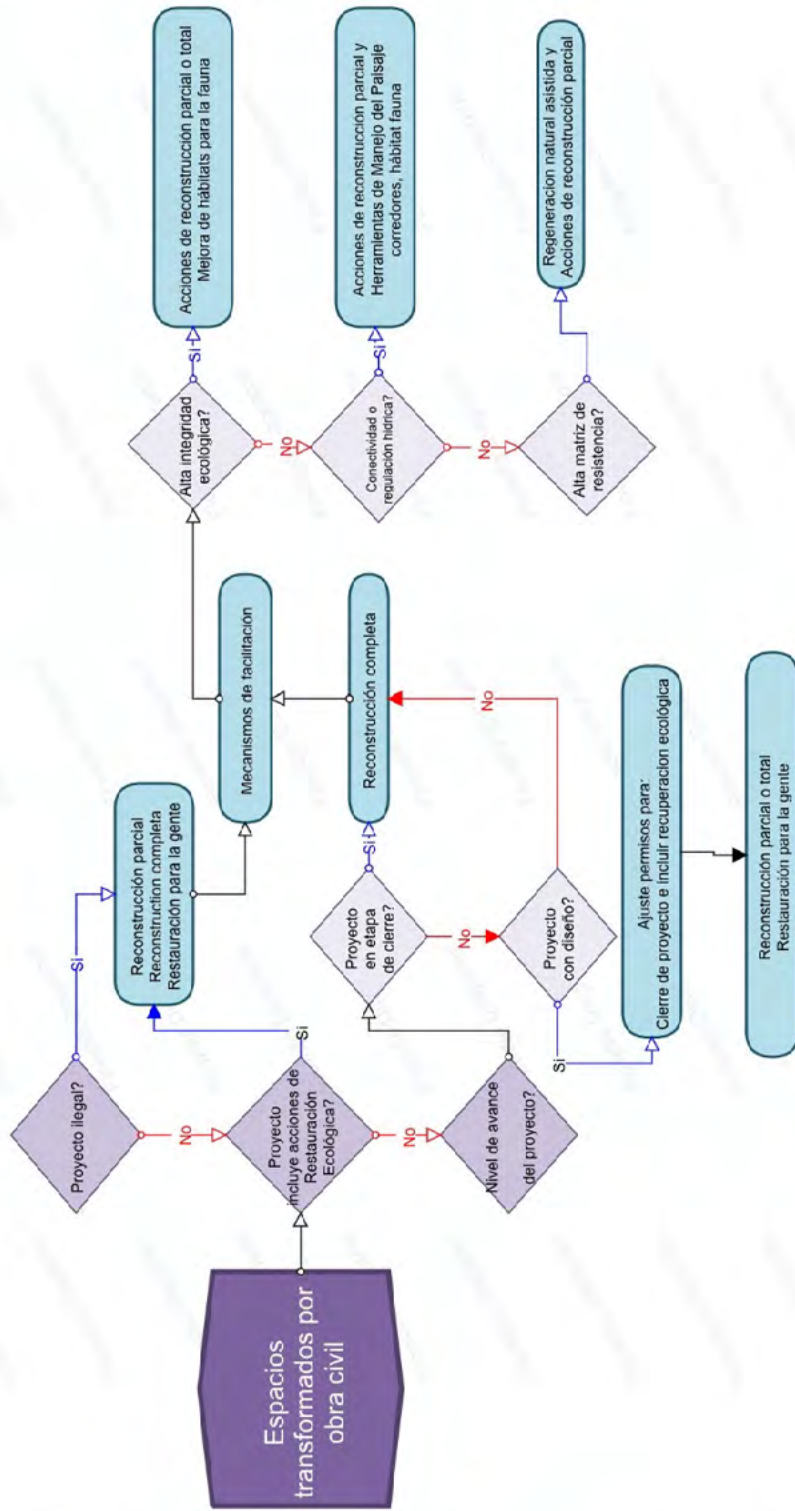 Espacios
transformados por
obra civil
Proyecto ilegal?
Si
No
Proyecto
incluye acciones de
Restauración
Ecológica?
Si
No
Nivel de avance
del proyecto?
Reconstrucción parcial
Reconstruction completa
Restauración para la gente
Proyecto
en etapa
de cierre?
Si
No
Proyecto
con diseño?
Si
No
Mecanismos de facilitación
Reconstrucción completa
Ajuste permisos para:
Cierre de proyecto e incluir recuperacion ecológica
Reconstrucción parcial o total
Restauración para la gente
Alta integridad
ecológica?
Si
No
Conectividad o
regulación hídrica?
Si
No
Alta matriz de
resistencia?
Acciones de reconstrucción parcial o total
Mejora de hábitats para la fauna
Acciones de reconstrucción parcial y
Herramientas de Manejo del Paisaje
corredores, hábitat fauna
Regeneracion natural asistida y
Acciones de reconstrucción parcial